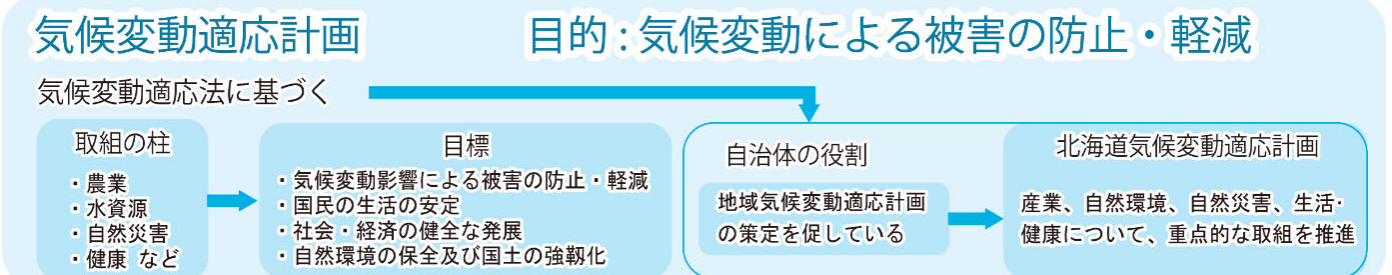 気候変動適応計画
目的：気候変動による被害の防止・軽減
気候変動適応法に基づく
取組の柱
・農業
・水資源
・自然災害
・健康 など
目標
・気候変動影響による被害の防止・軽減
・国民の生活の安定
・社会・経済の健全な発展
・自然環境の保全及び国土の強靱化
自治体の役割
地域気候変動適応計画
の策定を促している
北海道気候変動適応計画
産業、自然環境、自然災害、生活・
健康について、重点的な取組を推進